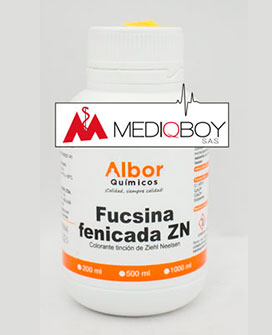 MEDIQBOY
S.A.S.
Albor
Químicos
¡Calidad, siempre calidad!
Fucsina
fenicada ZN
Colorante tinción de Ziehl Neelsen
200 ml
500 ml
1000 ml